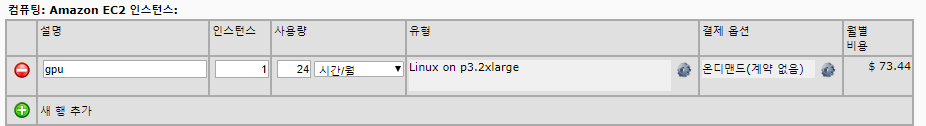 컴퓨팅: Amazon EC2 인스턴스:
설명 인스턴스 사용량 유형 결제 옵션 월별
비용
gpu 1 24 시간/월 Linux on p3.2xlarge 온디맨드(계약 없음) $ 73.44
새 행 추가